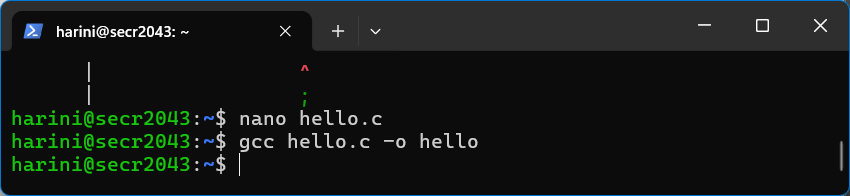 harini@secr2043: ~
|                  ^
|                  ;
harini@secr2043:~$ nano hello.c
harini@secr2043:~$ gcc hello.c -o hello
harini@secr2043:~$